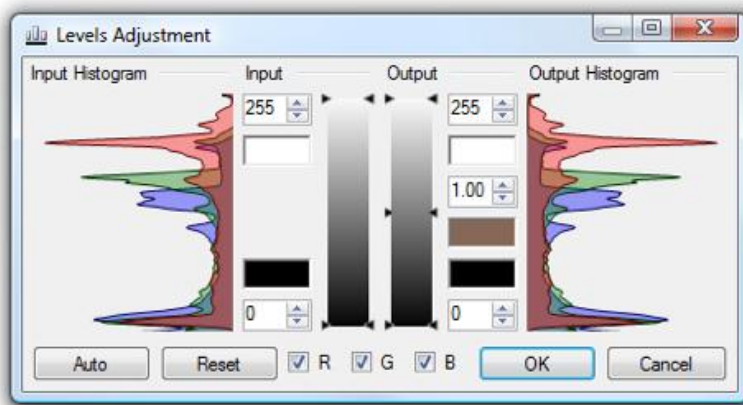 Levels Adjustment
Input Histogram Input Output Output Histogram
255 255
1.00
0 0
Auto Reset R G B OK Cancel